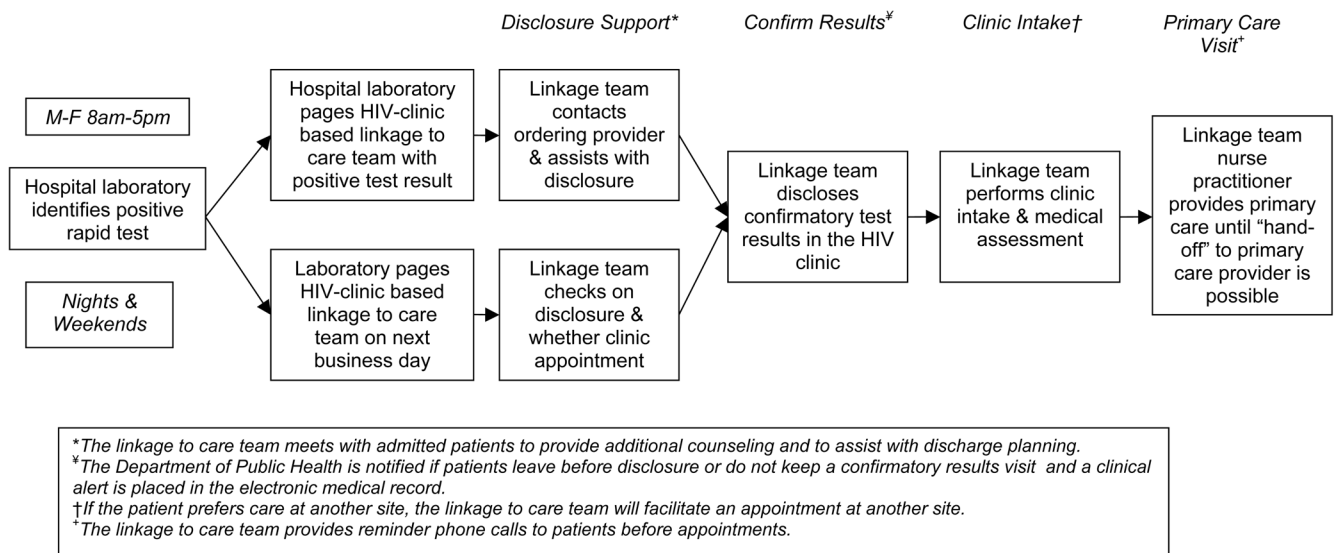 Disclosure Support*
Confirm Results¥
Clinic Intake†
Primary Care
Visit+
M-F 8am-5pm
Hospital laboratory
identifies positive
rapid test
Nights &
Weekends
Hospital laboratory
pages HIV-clinic
based linkage to
care team with
positive test result
Linkage team
contacts
ordering provider
& assists with
disclosure
Laboratory pages
HIV-clinic based
linkage to care
team on next
business day
Linkage team
checks on
disclosure &
whether clinic
appointment
Linkage team
discloses
confirmatory test
results in the HIV
clinic
Linkage team
performs clinic
intake & medical
assessment
Linkage team
nurse
practitioner
provides primary
care until “hand-
off” to primary
care provider is
possible
*The linkage to care team meets with admitted patients to provide additional counseling and to assist with discharge planning.
¥The Department of Public Health is notified if patients leave before disclosure or do not keep a confirmatory results visit and a clinical
alert is placed in the electronic medical record.
†If the patient prefers care at another site, the linkage to care team will facilitate an appointment at another site.
+The linkage to care team provides reminder phone calls to patients before appointments.